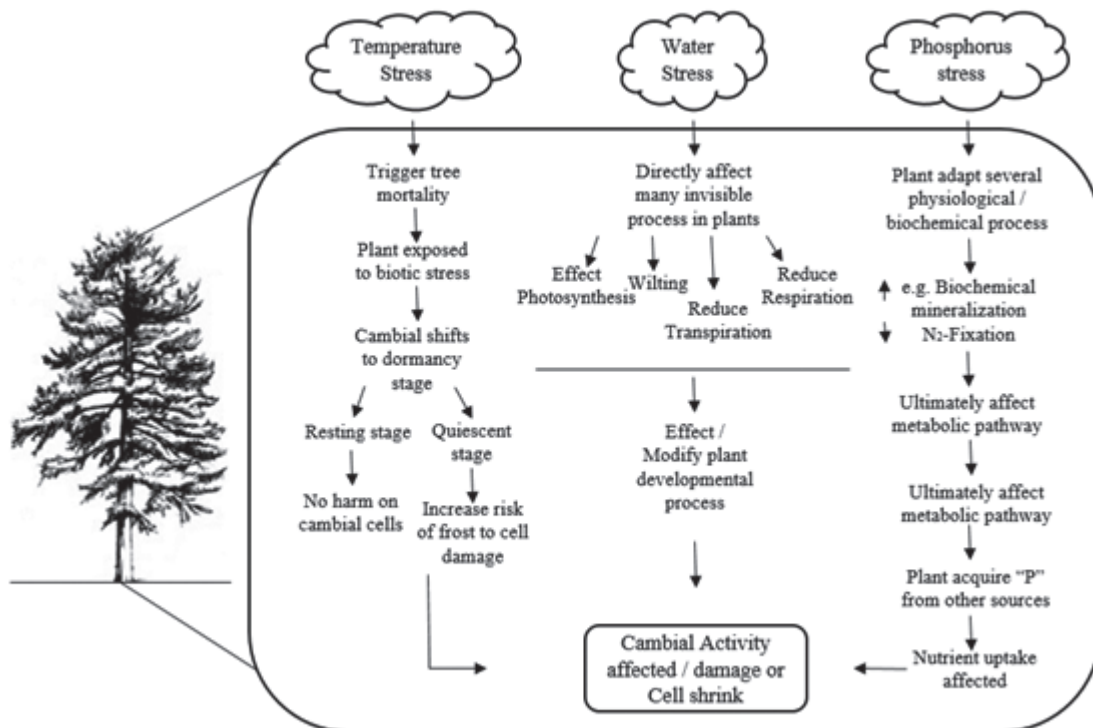 Temperature
Stress
Trigger tree
mortality
Plant exposed
to biotic stress
Cambial shifts
to dormancy
stage
Resting stage
No harm on
cambial cells
Quiescent
stage
Increase risk
of frost to cell
damage
Water
Stress
Directly affect
many invisible
process in plants
Effect
Photosynthesis
Wilting
Reduce
Transpiration
Reduce
Respiration
Effect /
Modify plant
developmental
process
Cambial Activity
affected / damage or
Cell shrink
Phosphorus
stress
Plant adapt several
physiological /
biochemical process
e.g. Biochemical
mineralization
N₂-Fixation
Ultimately affect
metabolic pathway
Ultimately affect
metabolic pathway
Plant acquire “P”
from other sources
Nutrient uptake
affected